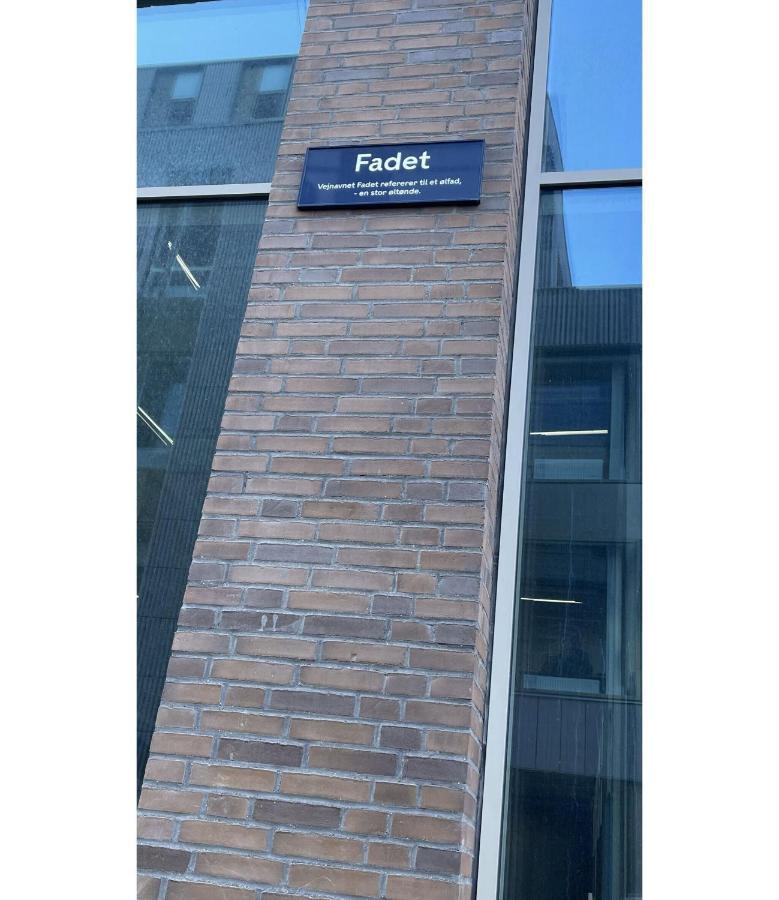 Fadet
Vejnavnet Fadet refererer til et ølfad,
- en stor øltønde.